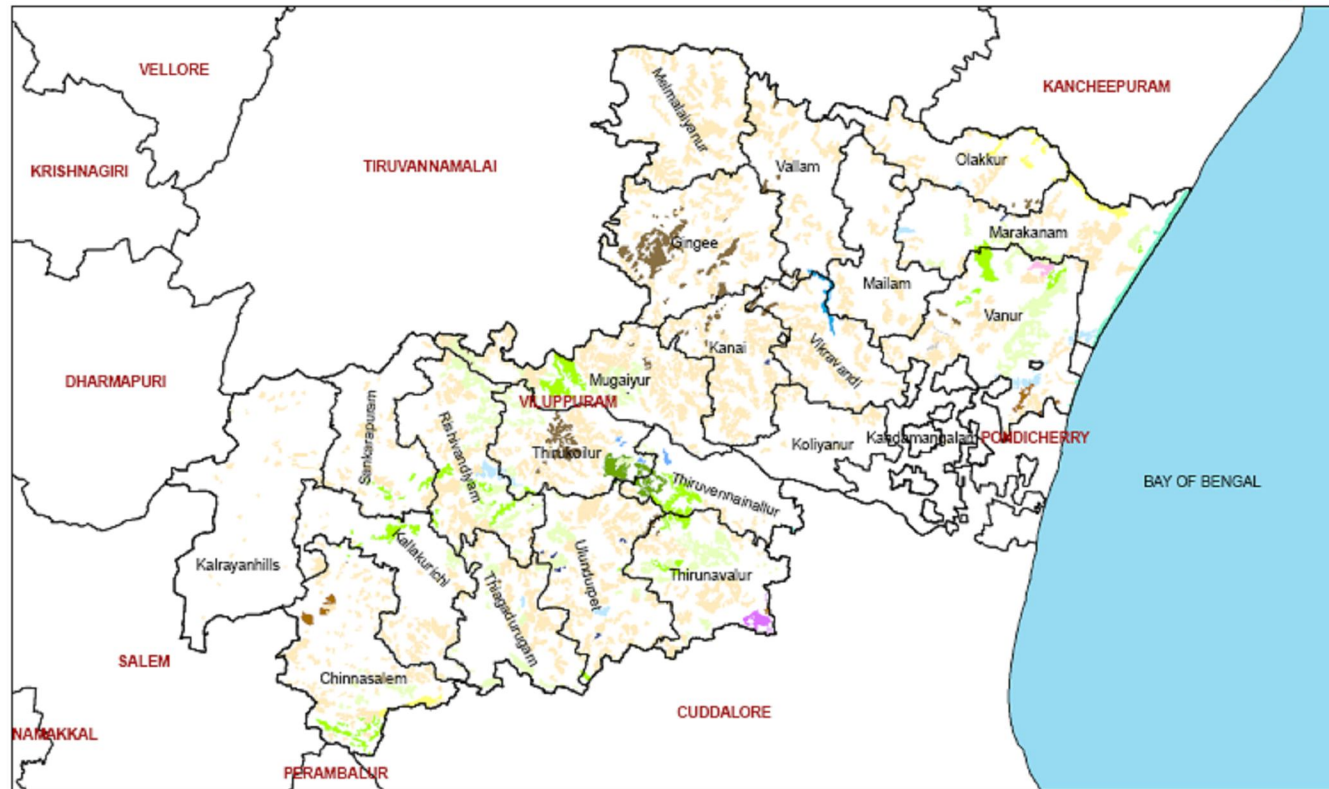 VELLORE
KANCHEEPURAM
Melmalaiyanur
KRISHNAGIRI
TIRUVANNAMALAI
Vallam
Olakkur
Marakanam
Gingee
Mailam
Vanur
Kanai
Vikravandi
DHARMAPURI
Mugaiyur
VILUPPURAM
Sankarapuram
Rishivandiyam
Thirukoilur
Koliyanur
Kandamangalam
PONDICHERRY
Thiruvennainallur
BAY OF BENGAL
Kalrayanhills
Kallakurichi
Thiagadurugam
Ulundurpet
Thirunavalur
SALEM
Chinnasalem
CUDDALORE
NAMAKKAL
PERAMBALUR